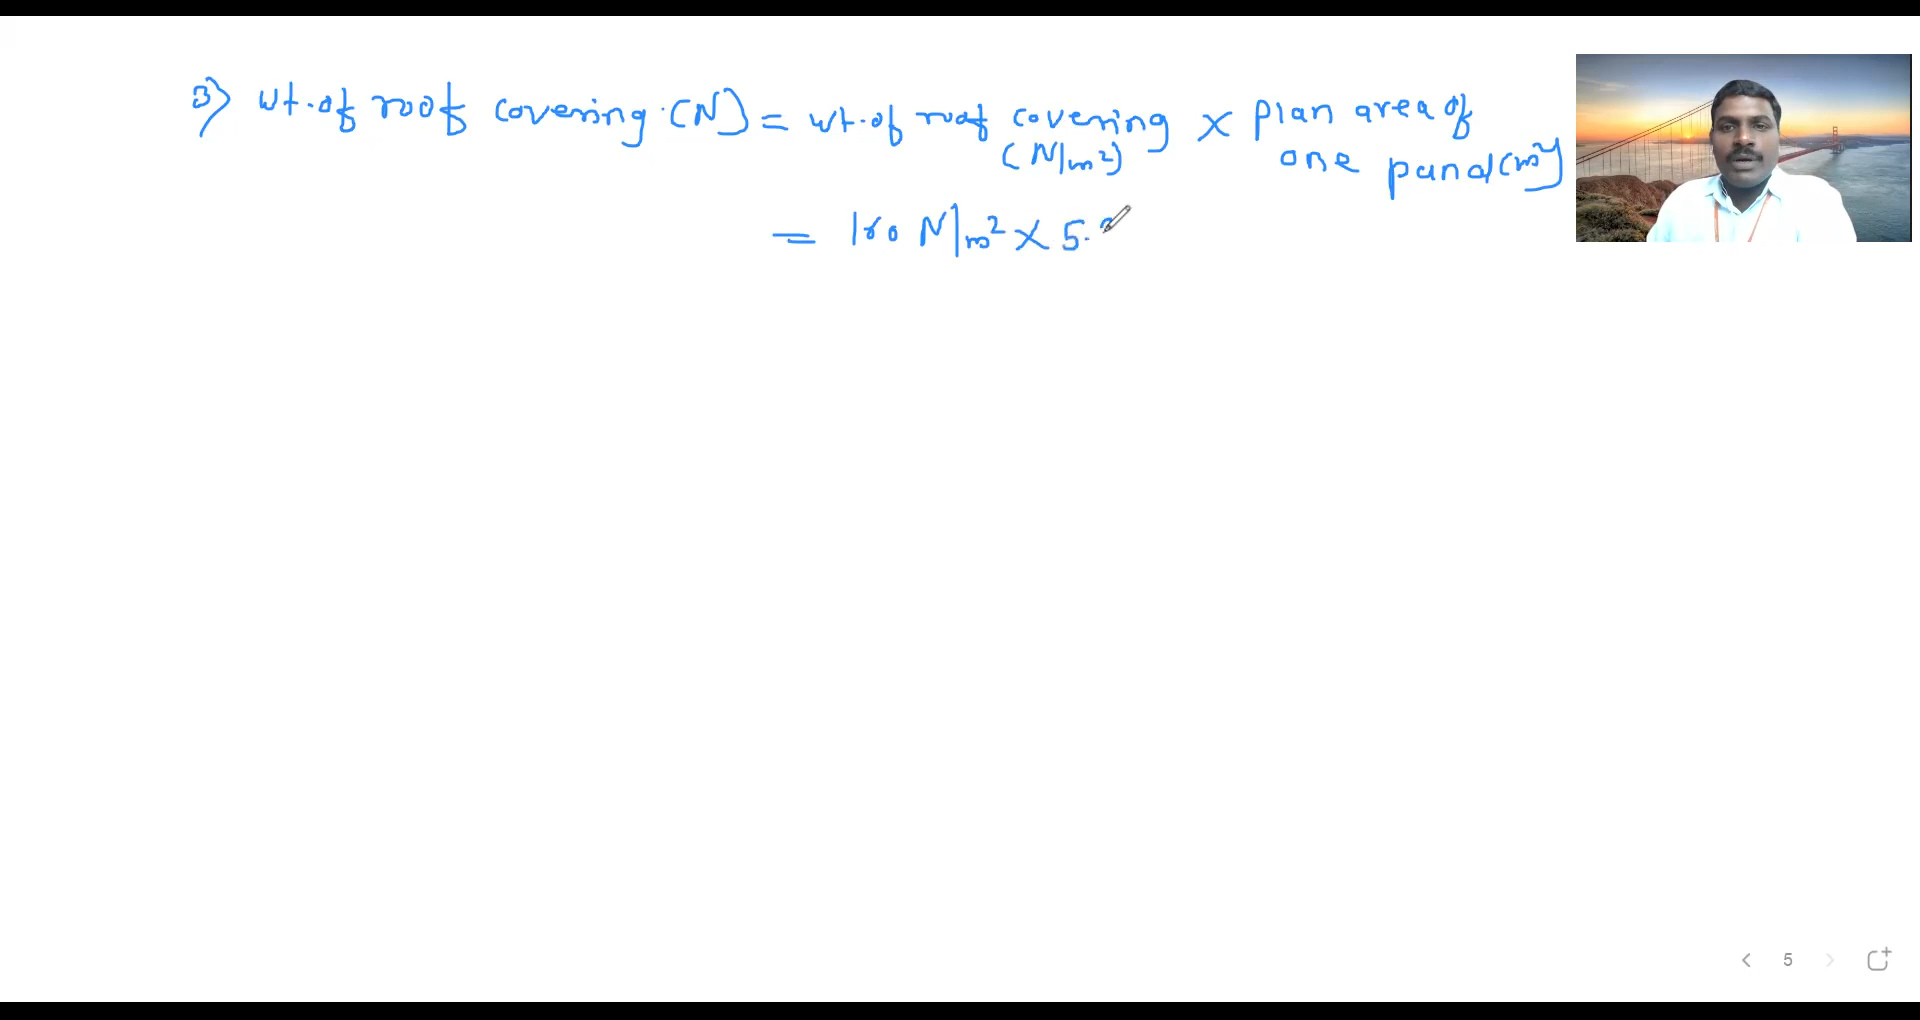 3) wt. of roof covering (N) = wt. of roof covering × plan area of
(N/m²) one panel (m²)
= 160 N/m² × 5.
5